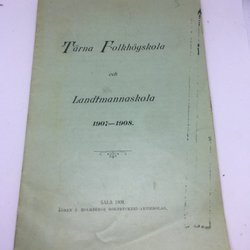 Tärna Folkhögskola
och
Landtmannaskola
1907–1908.
SALA 1908,